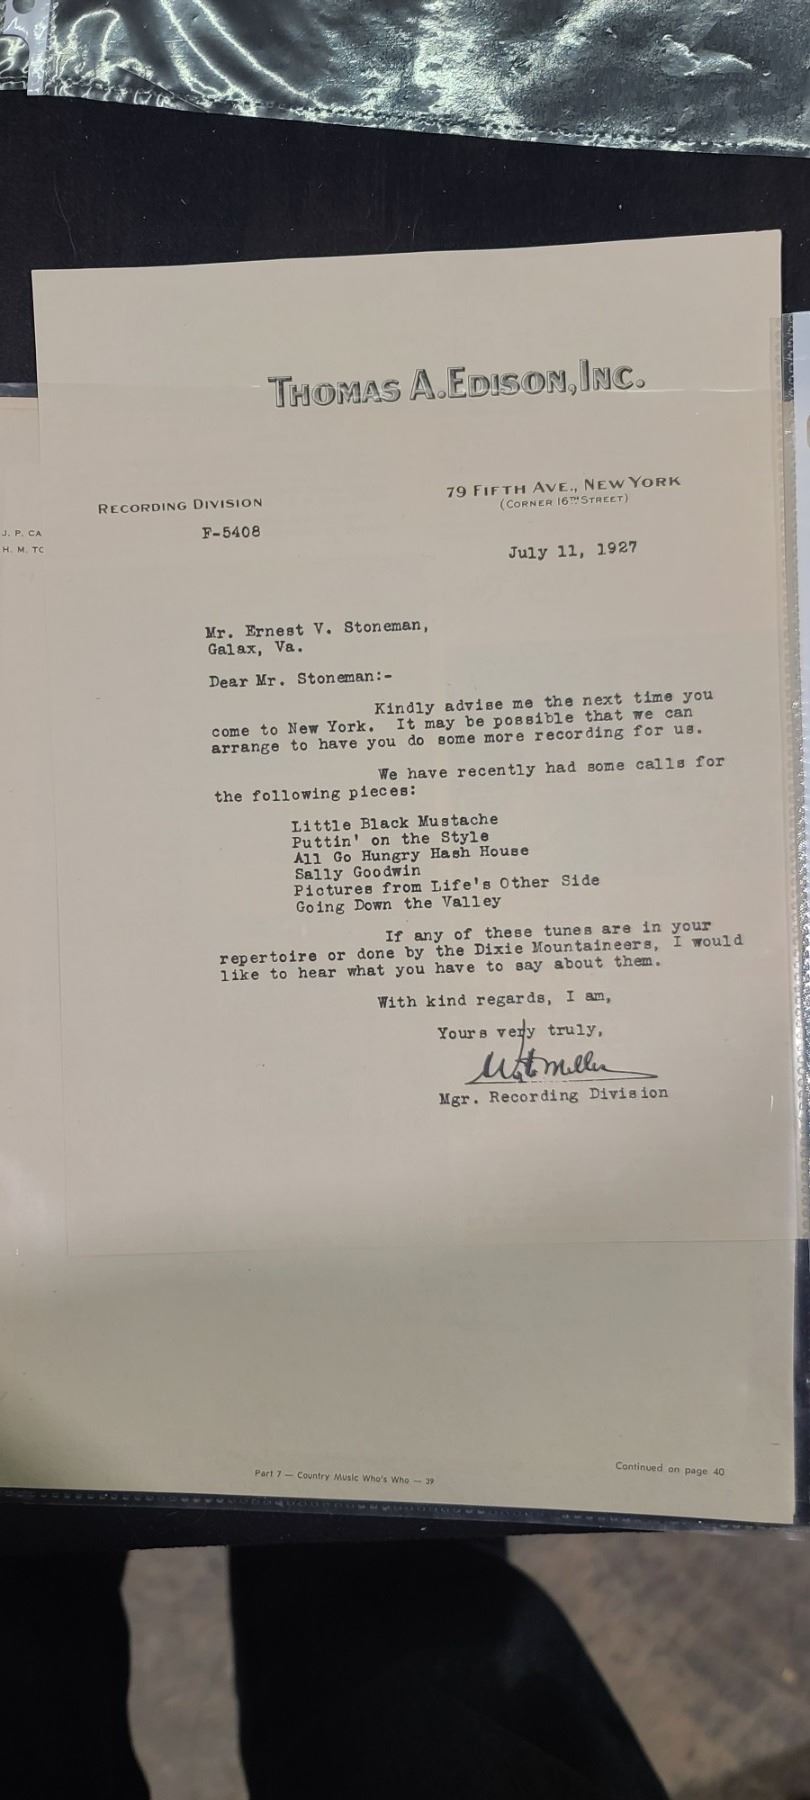 THOMAS A. EDISON, INC.
RECORDING DIVISION
79 FIFTH AVE., NEW YORK
(CORNER 16TH STREET)
F-5408
July 11, 1927
J. P. CA
H. M. TC
Mr. Ernest V. Stoneman,
Galax, Va.
Dear Mr. Stoneman:-
Kindly advise me the next time you
come to New York. It may be possible that we can
arrange to have you do some more recording for us.
We have recently had some calls for
the following pieces:
Little Black Mustache
Puttin' on the Style
All Go Hungry Hash House
Sally Goodwin
Pictures from Life's Other Side
Going Down the Valley
If any of these tunes are in your
repertoire or done by the Dixie Mountaineers, I would
like to hear what you have to say about them.
With kind regards, I am,
Yours very truly,
Miller
Mgr. Recording Division
Part 7 — Country Music Who's Who — 39
Continued on page 40